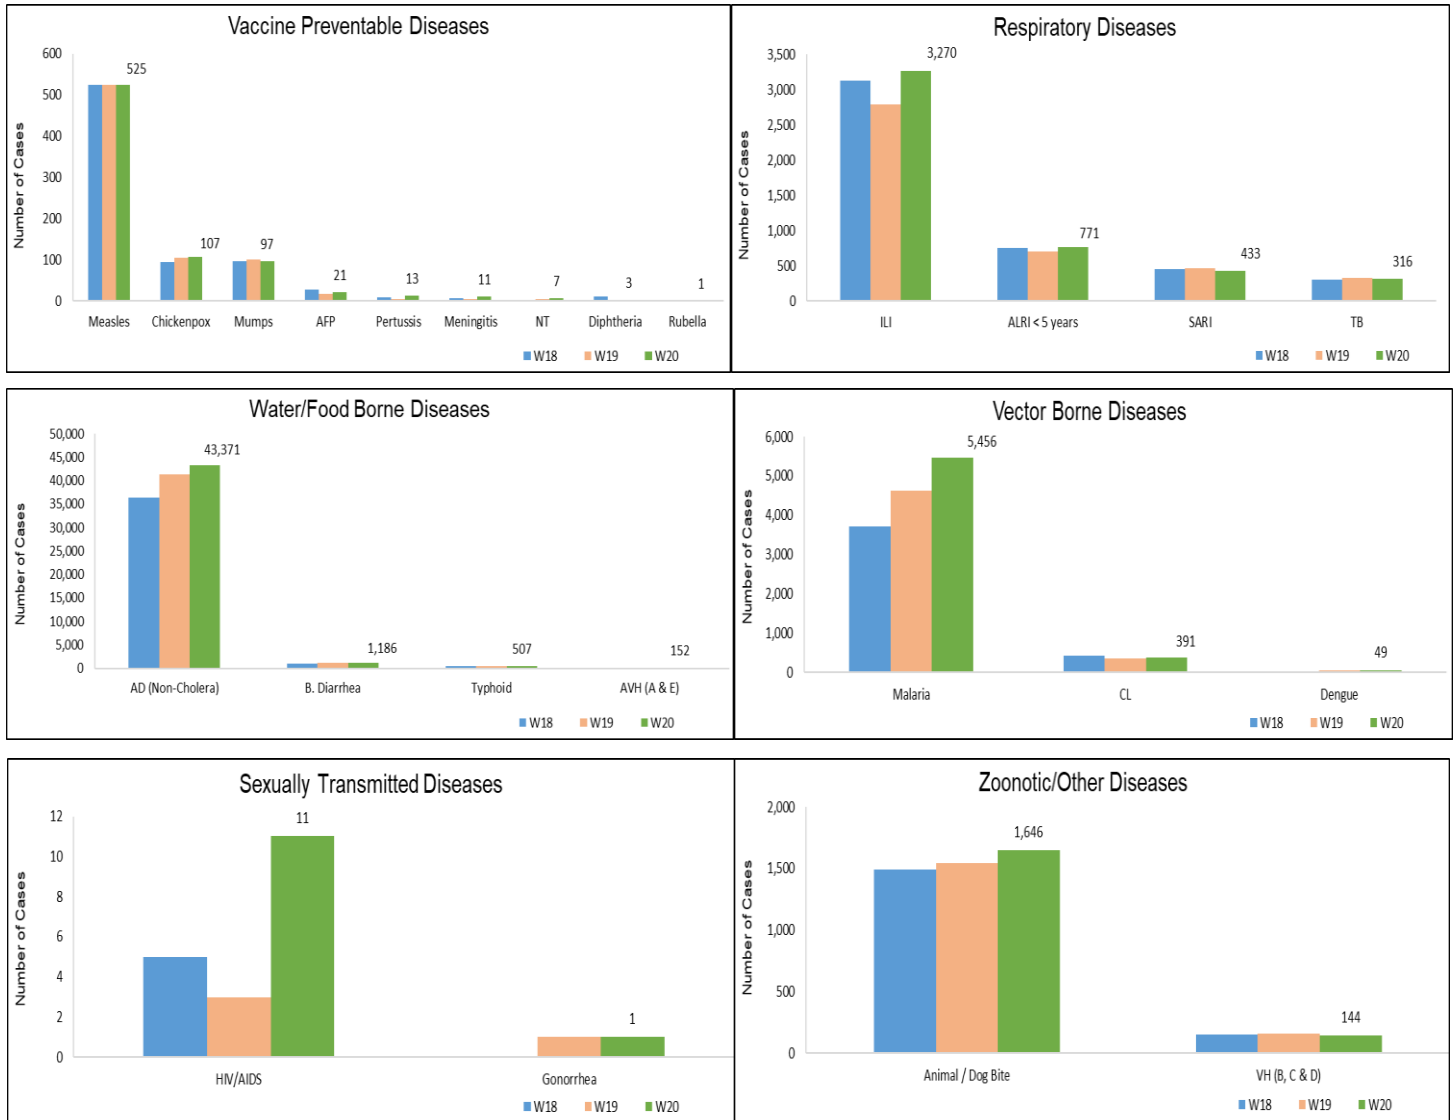 Vaccine Preventable Diseases
Number of Cases
600
500
400
300
200
100
0
525
107
97
21
13
11
7
3
1
Measles Chickenpox Mumps AFP Pertussis Meningitis NT Diphtheria Rubella
W18 W19 W20
Respiratory Diseases
Number of Cases
3,500
3,000
2,500
2,000
1,500
1,000
500
0
3,270
771
433
316
ILI ALRI < 5 years SARI TB
W18 W19 W20
Water/Food Borne Diseases
Number of Cases
50,000
45,000
40,000
35,000
30,000
25,000
20,000
15,000
10,000
5,000
0
43,371
1,186
507
152
AD (Non-Cholera) B. Diarrhea Typhoid AVH (A & E)
W18 W19 W20
Vector Borne Diseases
Number of Cases
6,000
5,000
4,000
3,000
2,000
1,000
0
5,456
391
49
Malaria CL Dengue
W18 W19 W20
Sexually Transmitted Diseases
Number of Cases
12
10
8
6
4
2
0
11
1
HIV/AIDS Gonorrhea
W18 W19 W20
Zoonotic/Other Diseases
Number of Cases
2,000
1,500
1,000
500
0
1,646
144
Animal / Dog Bite VH (B, C & D)
W18 W19 W20